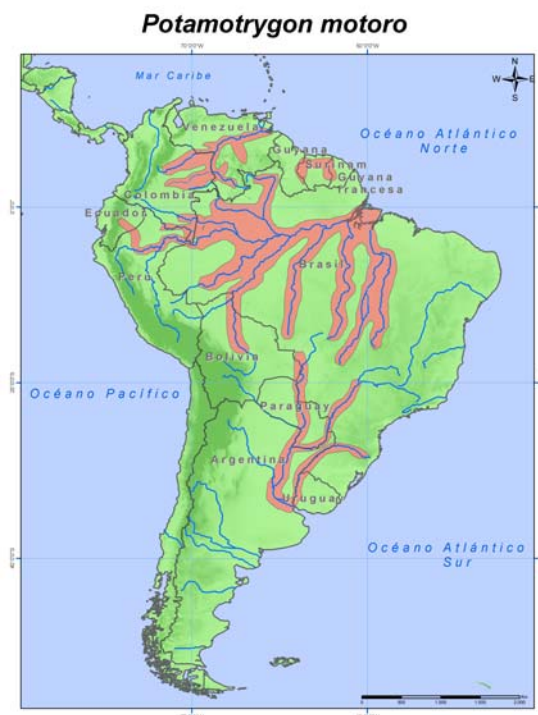 Potamotrygon motoro
Mar Caribe
N
W E
S
Venezuela
Océano Atlántico
Norte
Guyana
Surinam
Guyana
francesa
Colombia
Ecuador
Brasil
Peru
Bolivia
Océano Pacífico
Paraguay
Argentina
Uruguay
Océano Atlántico
Sur